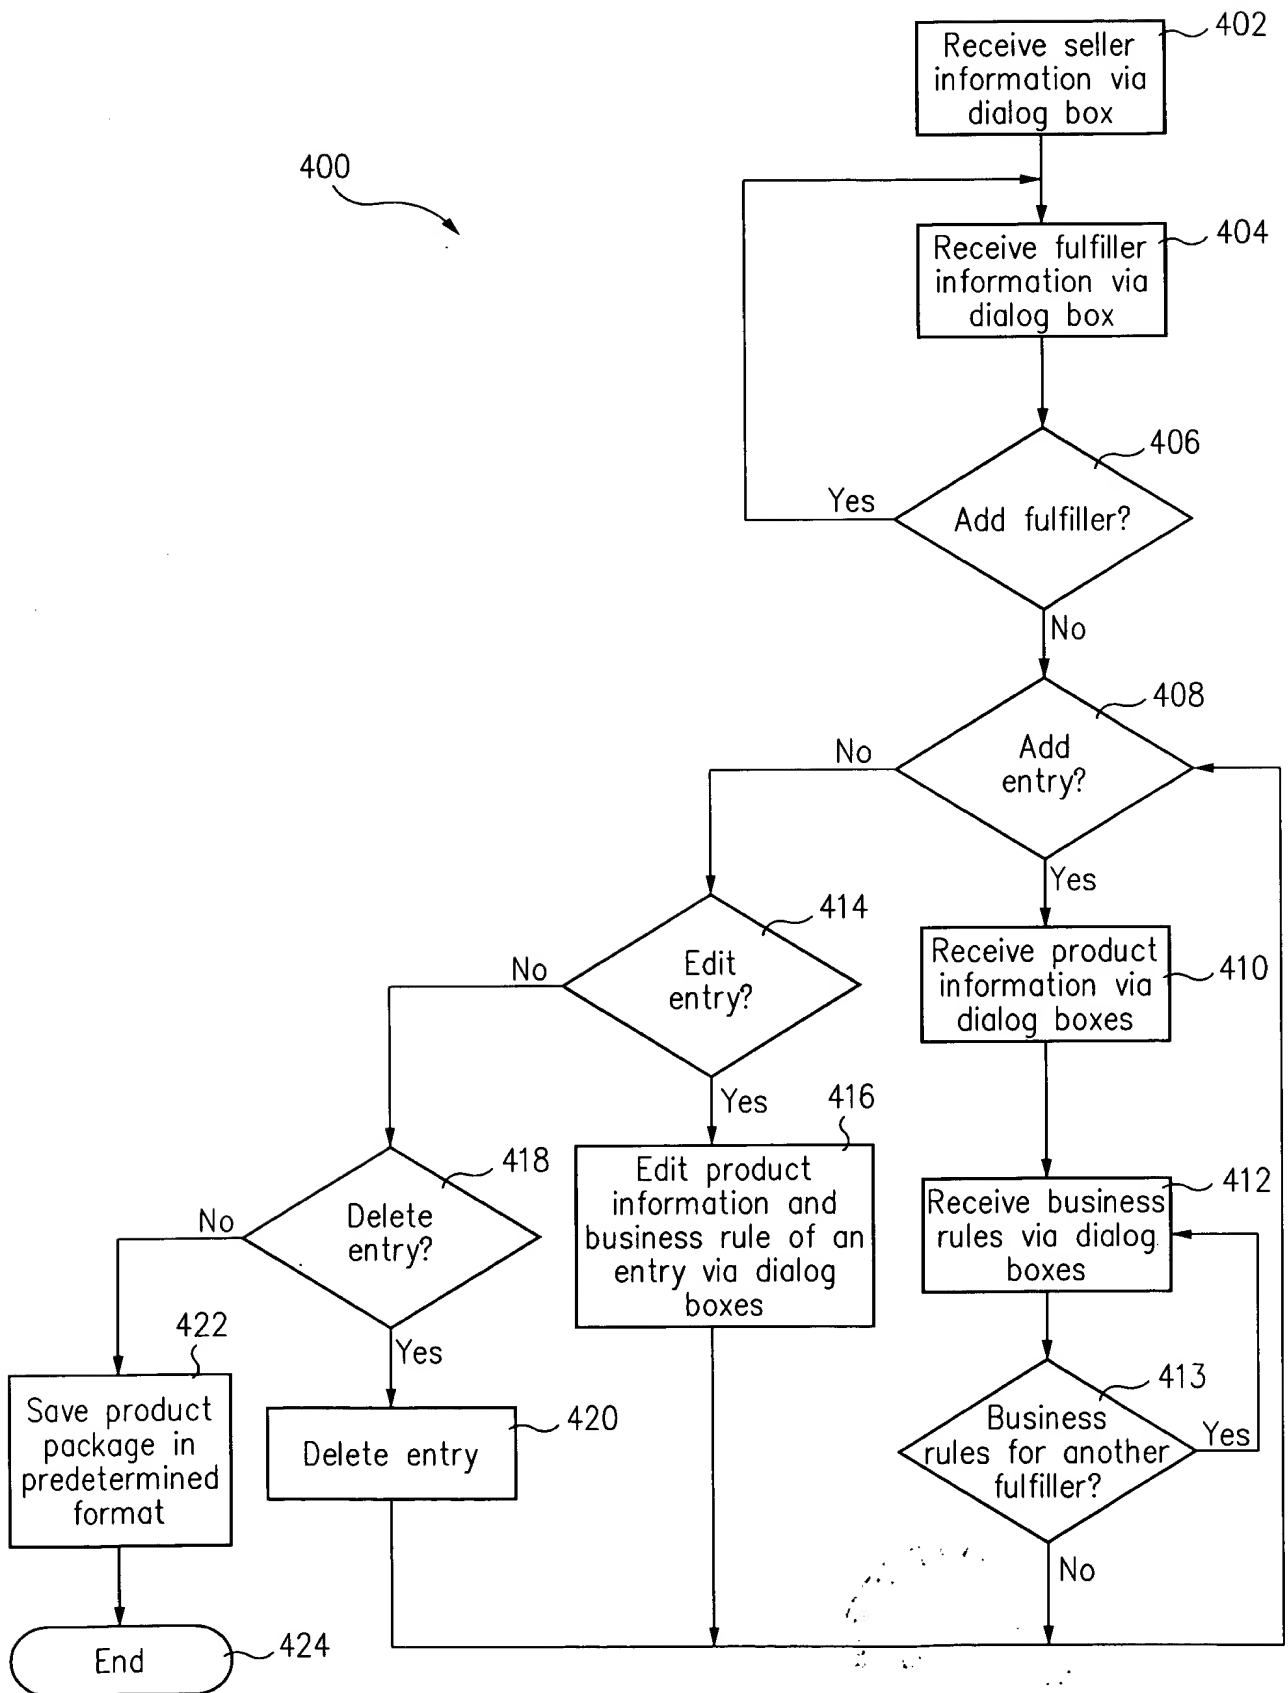 402
Receive seller
information via
dialog box
400
404
Receive fulfiller
information via
dialog box
406
Yes
Add fulfiller?
No
408
No
Add
entry?
Yes
414
No
Edit
entry?
Receive product
information via
dialog boxes
410
Yes
416
418
No
Delete
entry?
Edit product
information and
business rule of an
entry via dialog
boxes
412
Receive business
rules via dialog
boxes
422
Yes
413
Save product
package in
predetermined
format
420
Delete entry
Business
rules for another
fulfiller?
Yes
No
End
424